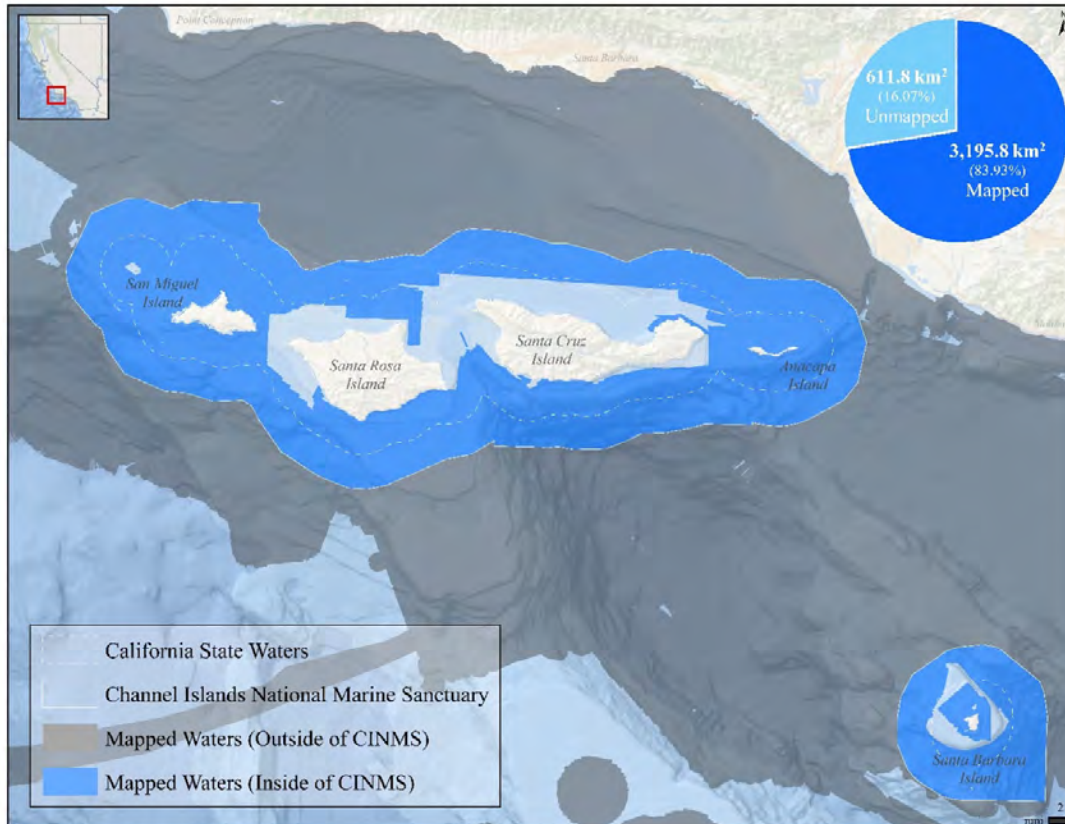 Point Conception
Santa Barbara
N
611.8 km²
(16.07%)
Unmapped
3,195.8 km²
(83.93%)
Mapped
San Miguel
Island
Santa Rosa
Island
Santa Cruz
Island
Anacapa
Island
California State Waters
Channel Islands National Marine Sanctuary
Mapped Waters (Outside of CINMS)
Mapped Waters (Inside of CINMS)
Santa Barbara
Island